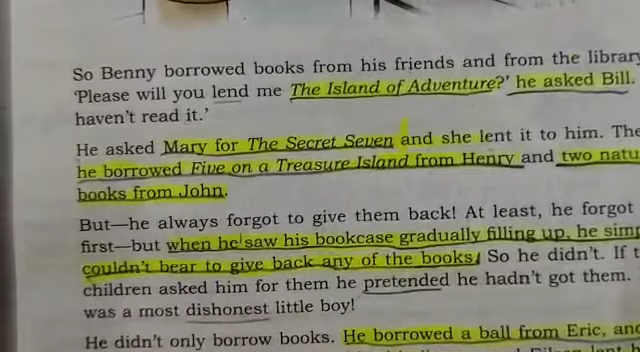 So Benny borrowed books from his friends and from the library
'Please will you lend me The Island of Adventure?' he asked Bill.
haven't read it.'
He asked Mary for The Secret Seven and she lent it to him. The
he borrowed Five on a Treasure Island from Henry and two natu
books from John.
But—he always forgot to give them back! At least, he forgot
first—but when he saw his bookcase gradually filling up, he simp
couldn't bear to give back any of the books. So he didn't. If t
children asked him for them he pretended he hadn't got them.
was a most dishonest little boy!
He didn't only borrow books. He borrowed a ball from Eric, and